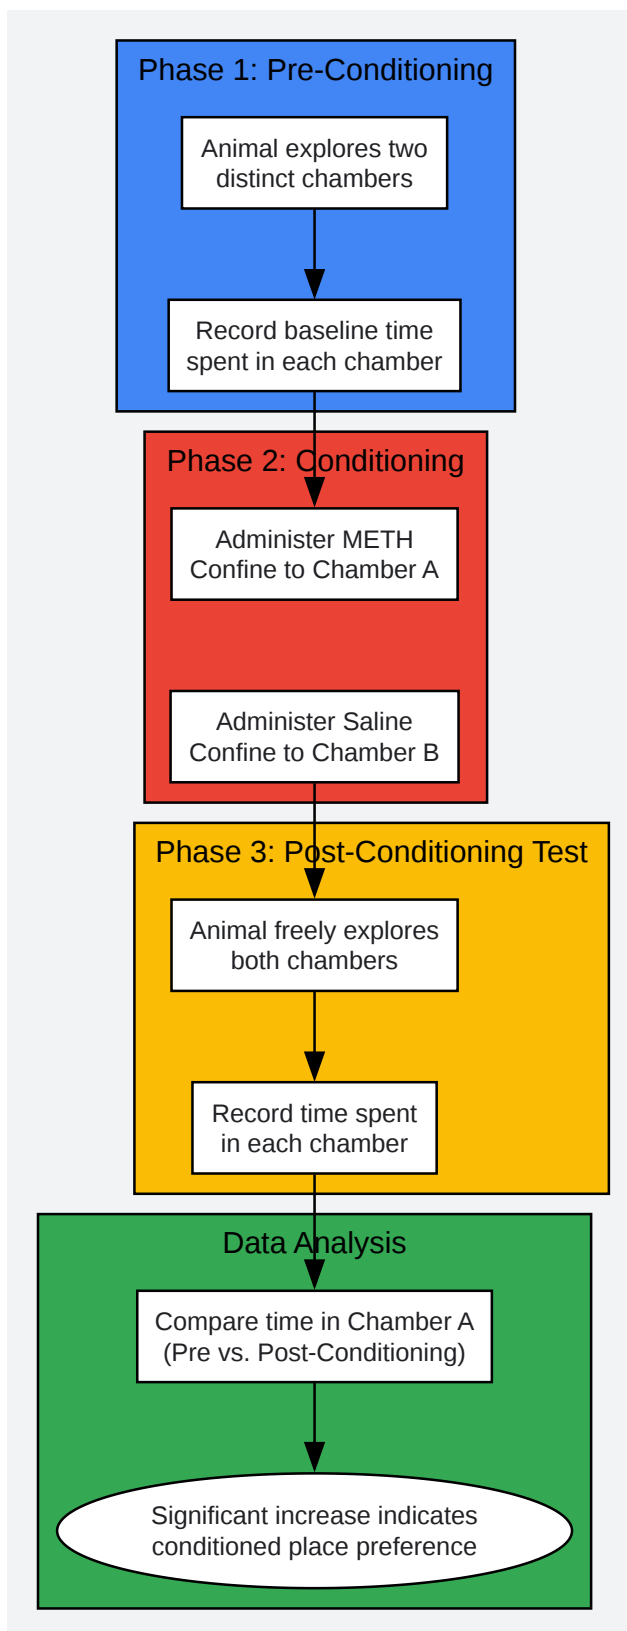 Phase 1: Pre-Conditioning
Animal explores two
distinct chambers
Record baseline time
spent in each chamber
Phase 2: Conditioning
Administer METH
Confine to Chamber A
Administer Saline
Confine to Chamber B
Phase 3: Post-Conditioning Test
Animal freely explores
both chambers
Record time spent
in each chamber
Data Analysis
Compare time in Chamber A
(Pre vs. Post-Conditioning)
Significant increase indicates
conditioned place preference